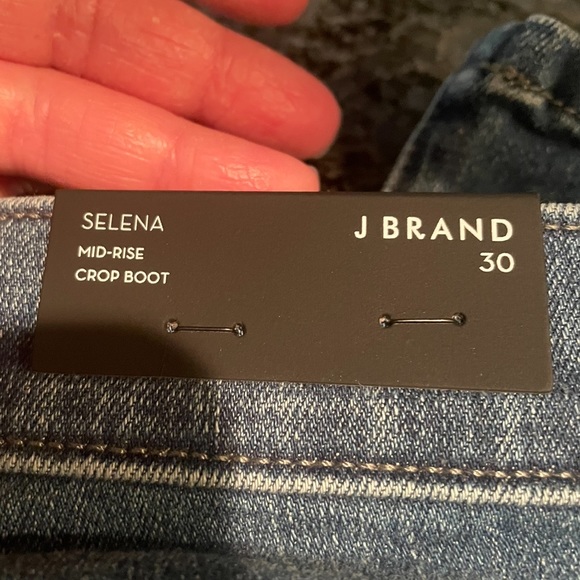 SELENA
MID-RISE
CROP BOOT
J BRAND
30